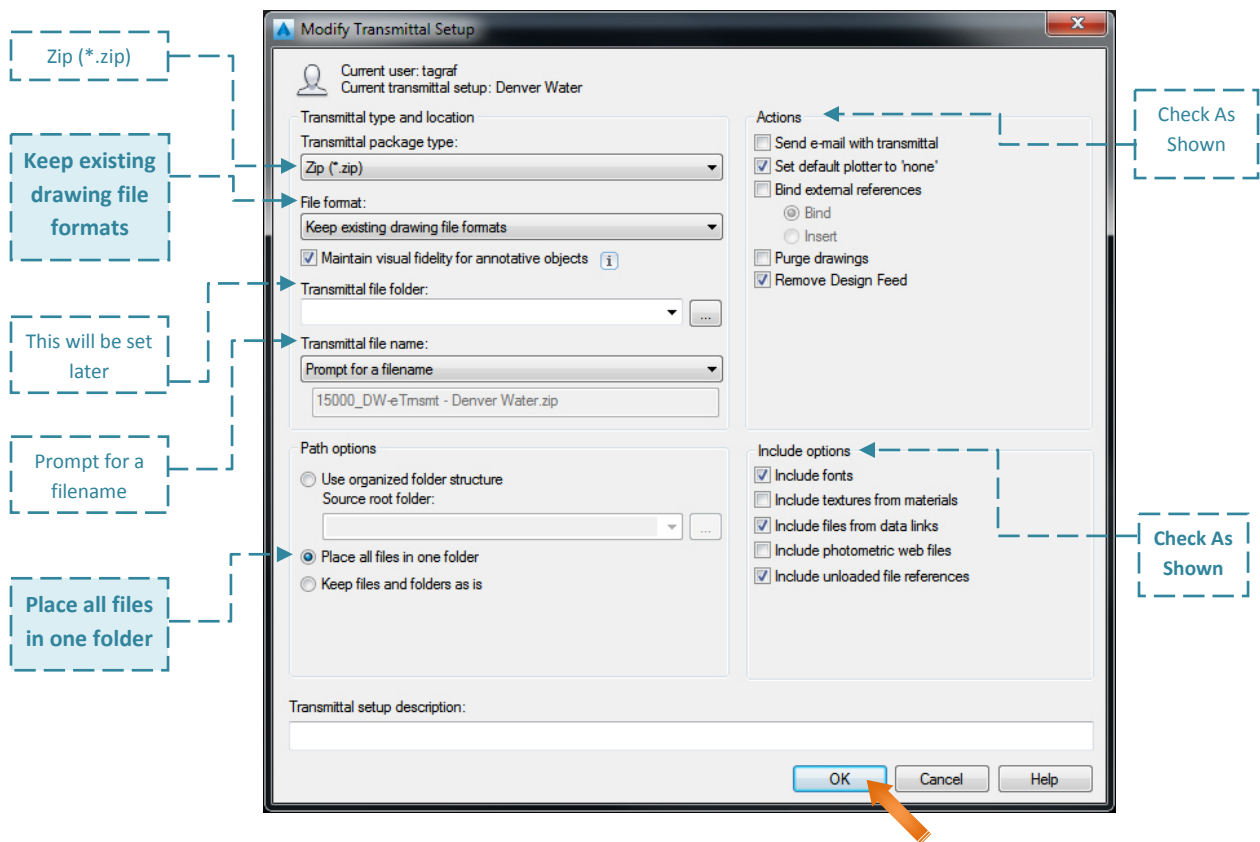 Modify Transmittal Setup
Current user: tagraf
Current transmittal setup: Denver Water
Zip (*.zip)
Keep existing
drawing file
formats
This will be set
later
Prompt for a
filename
Place all files
in one folder
Transmittal type and location
Transmittal package type:
Zip (*.zip)
File format:
Keep existing drawing file formats
Maintain visual fidelity for annotative objects
i
Transmittal file folder:
...
Transmittal file name:
Prompt for a filename
15000_DW-eTrnsmt - Denver Water.zip
Path options
Use organized folder structure
Source root folder:
...
Place all files in one folder
Keep files and folders as is
Actions
Send e-mail with transmittal
Set default plotter to 'none'
Bind external references
Bind
Insert
Purge drawings
Remove Design Feed
Include options
Include fonts
Include textures from materials
Include files from data links
Include photometric web files
Include unloaded file references
Check As
Shown
Check As
Shown
Transmittal setup description:
OK
Cancel
Help